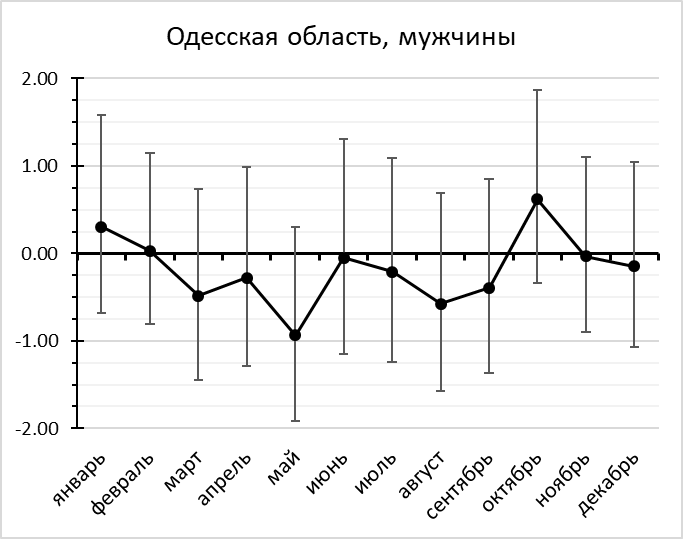 Одесская область, мужчины
2.00
1.00
0.00
-1.00
-2.00
январь
февраль
март
апрель
май
июнь
июль
август
сентябрь
октябрь
ноябрь
декабрь